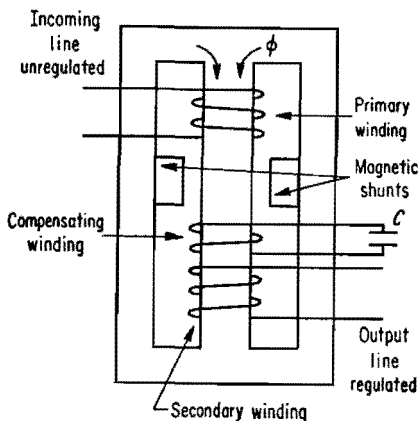 Incoming
line
unregulated
ϕ
Primary
winding
Magnetic
shunts
Compensating
winding
C
Output
line
regulated
Secondary winding